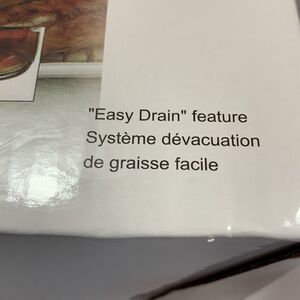 "Easy Drain" feature
Système dévacuation
de graisse facile